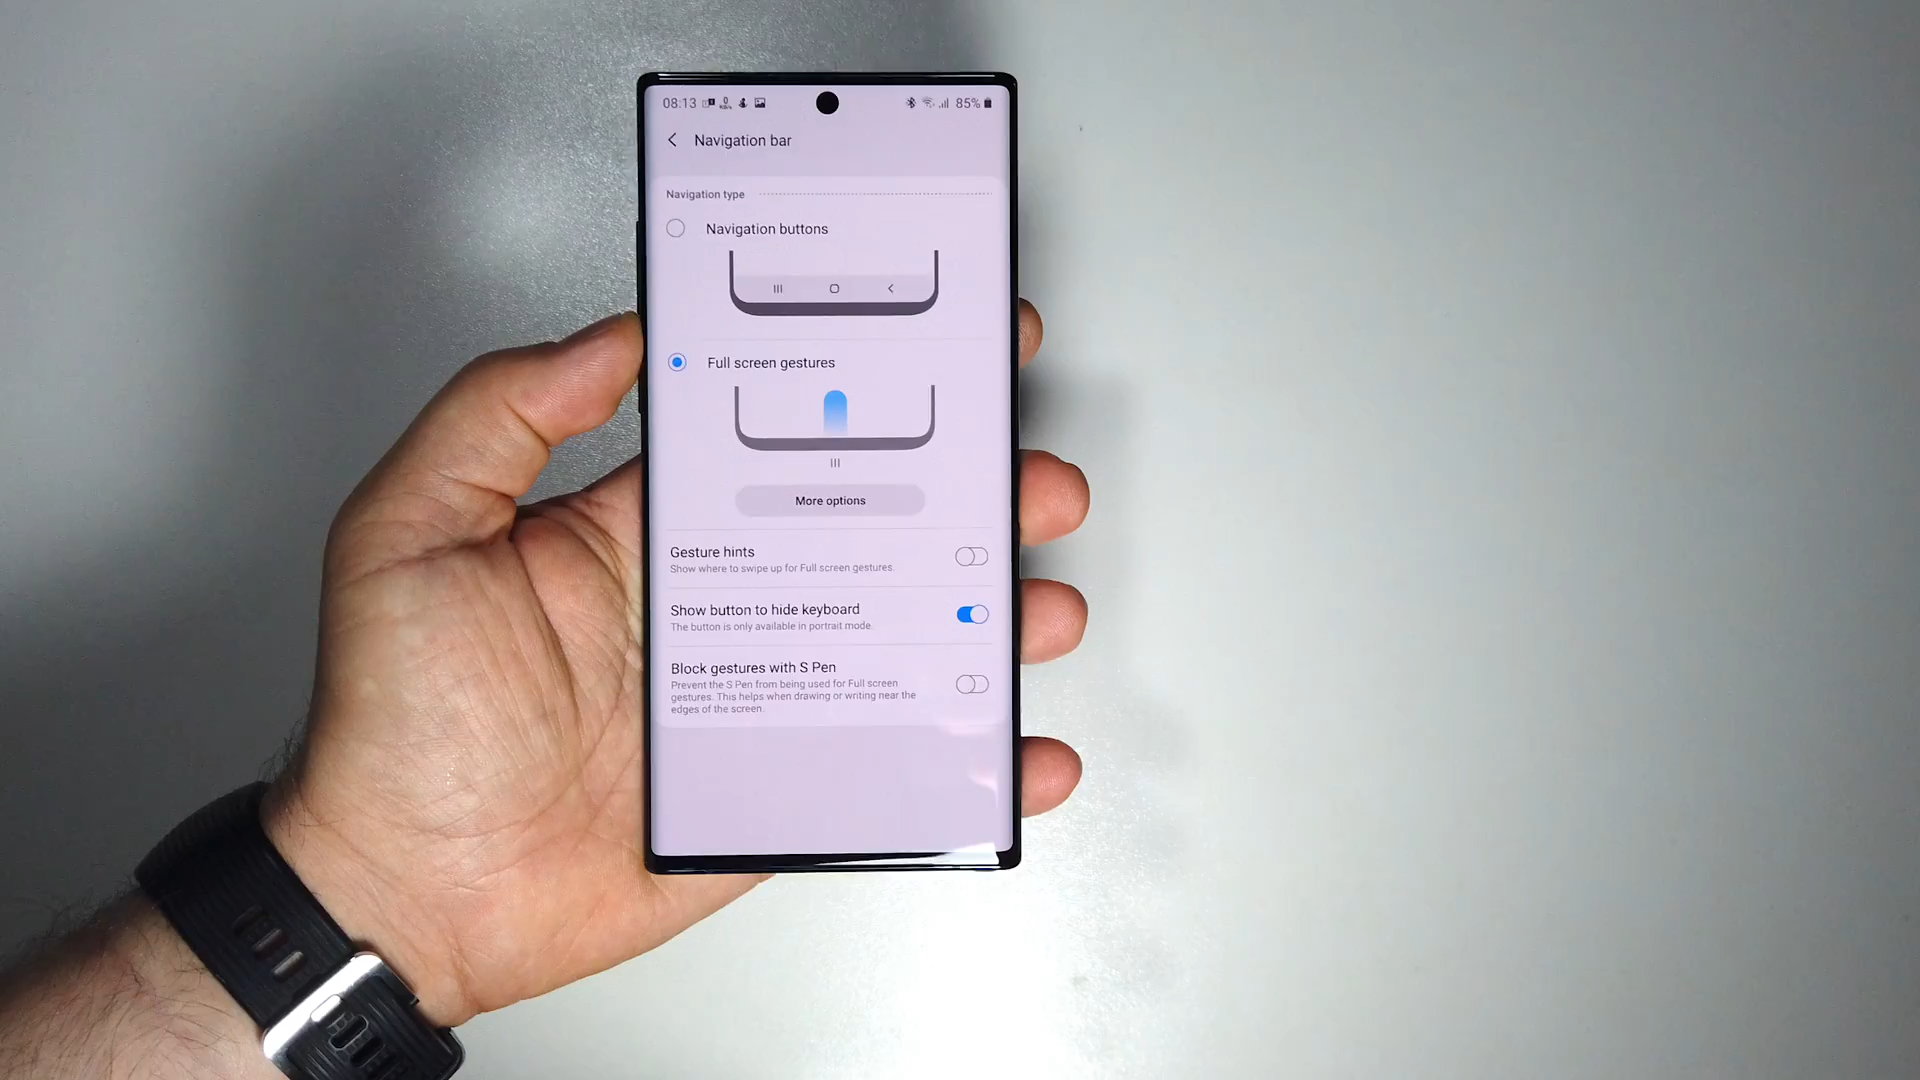 08:13 85%
Navigation bar
Navigation type
Navigation buttons
Full screen gestures
More options
Gesture hints
Show where to swipe up for Full screen gestures.
Show button to hide keyboard
The button is only available in portrait mode.
Block gestures with S Pen
Prevent the S Pen from being used for Full screen
gestures. This helps when drawing or writing near the
edges of the screen.